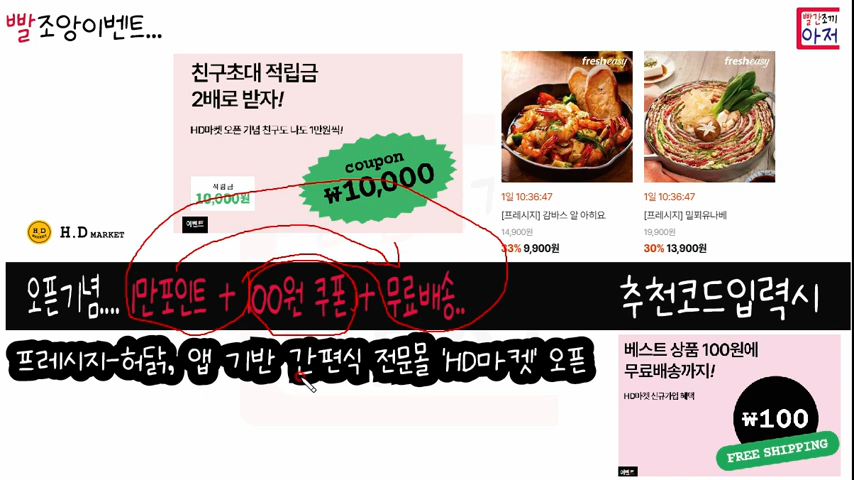 빨조앙이벤트...
빨간조끼
아저
친구초대 적립금
2배로 받자!
HD마켓 오픈 기념 친구도 나도 1만원씩!
coupon
₩10,000
적립금
10,000원
이벤트
H.D MARKET
fresheasy
1일 10:36:47
[프레시지] 감바스 알 아히요
14,900원
33% 9,900원
fresheasy
1일 10:36:47
[프레시지] 밀푀유나베
19,900원
30% 13,900원
오픈기념.... 1만포인트 + 100원 쿠폰 + 무료배송.. 추천코드입력시
프레시지-허닭, 앱 기반 간편식 전문몰 'HD마켓' 오픈
베스트 상품 100원에
무료배송까지!
HD마켓 신규가입 혜택
₩100
FREE SHIPPING
이벤트